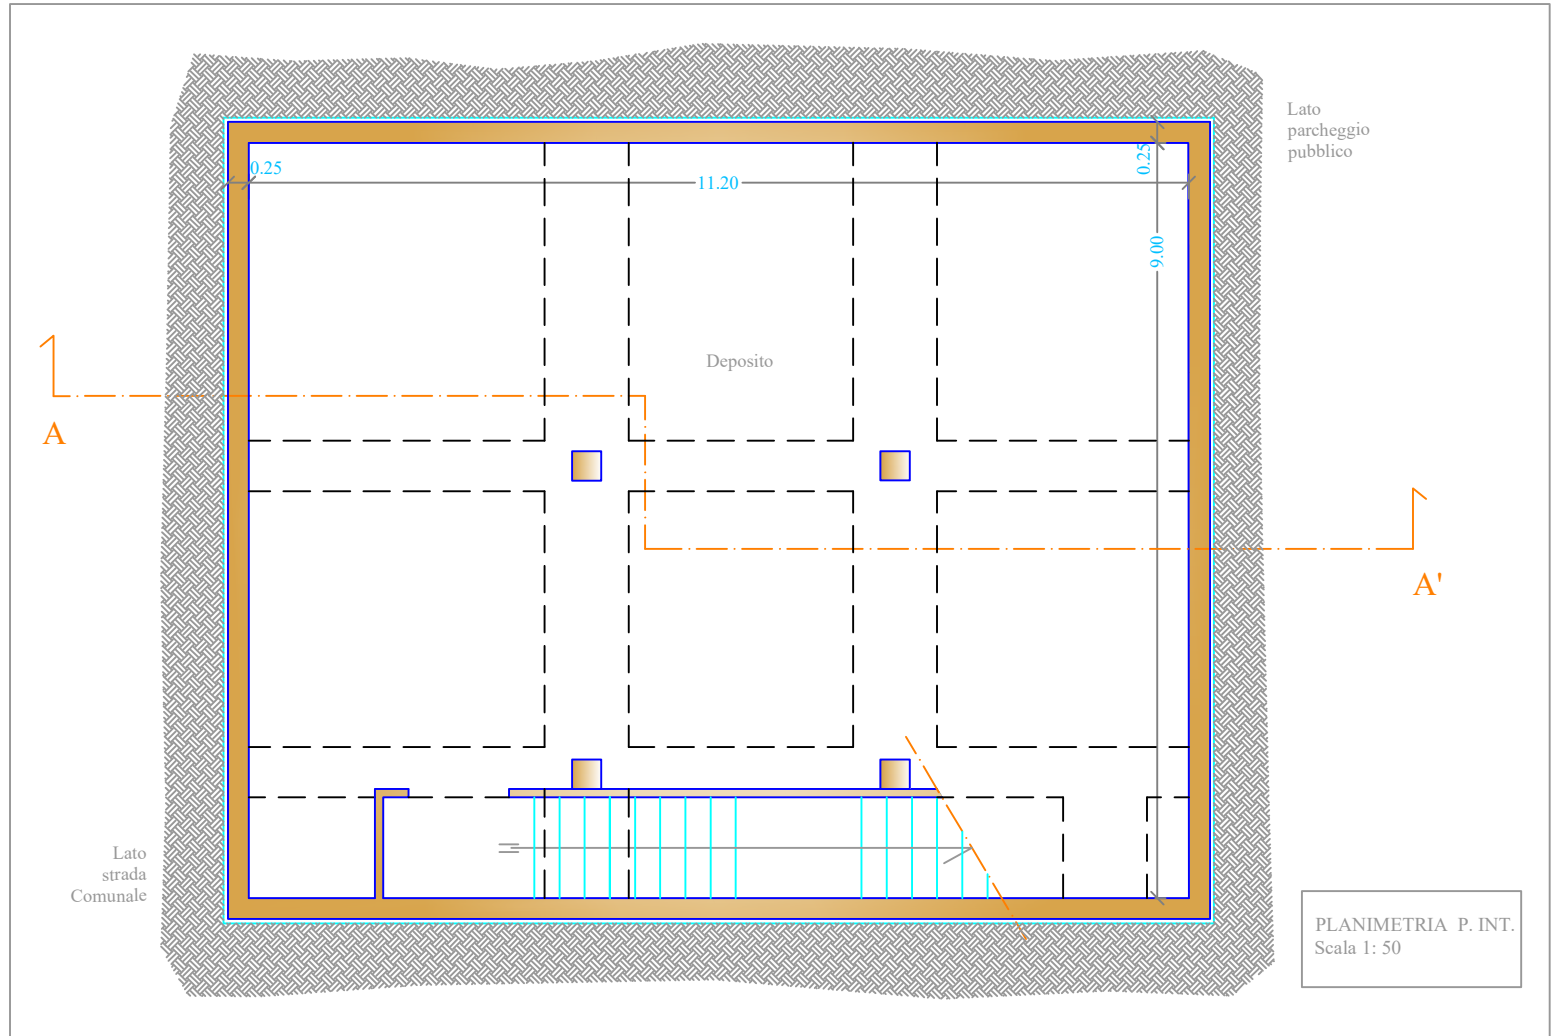 Lato
parcheggio
pubblico
0.25
0.25
11.20
9.00
Deposito
A
A'
Lato
strada
Comunale
PLANIMETRIA P. INT.
Scala 1: 50